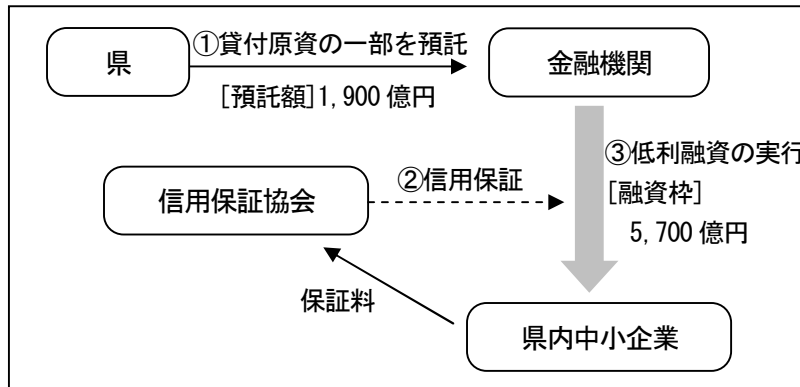 県
①貸付原資の一部を預託
金融機関
[預託額]1,900 億円
③低利融資の実行
②信用保証
[融資枠]
信用保証協会
5,700 億円
保証料
県内中小企業